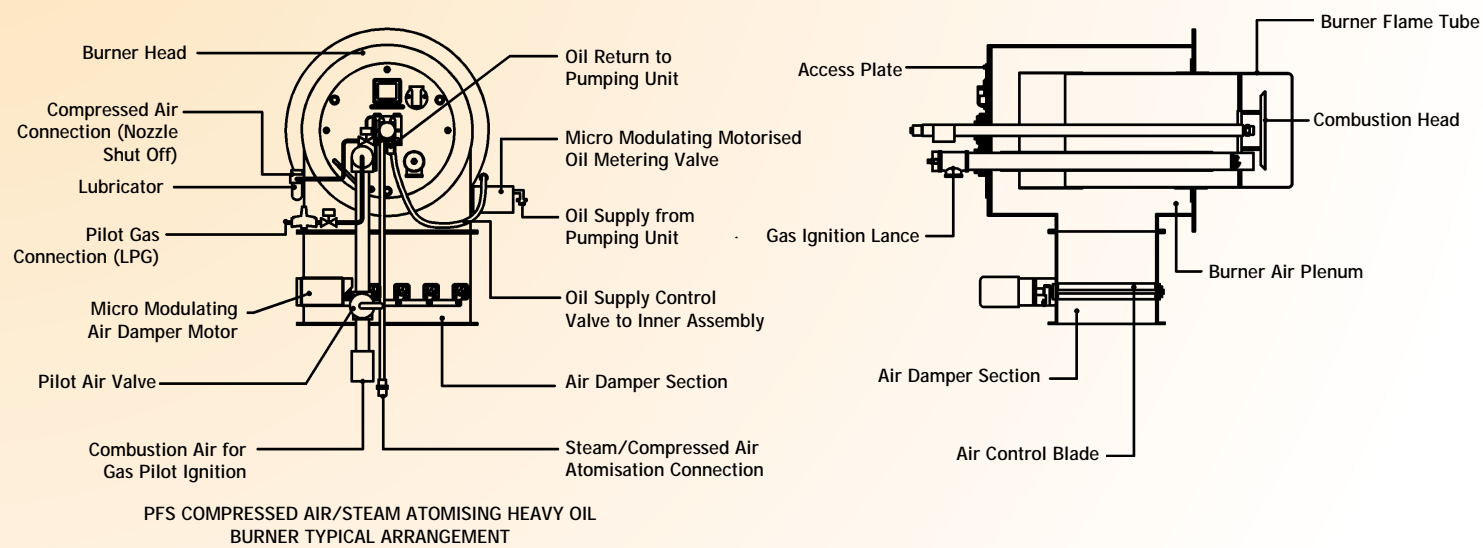 Burner Head
Compressed Air
Connection (Nozzle
Shut Off)
Lubricator
Pilot Gas
Connection (LPG)
Micro Modulating
Air Damper Motor
Pilot Air Valve
Combustion Air for
Gas Pilot Ignition
Oil Return to
Pumping Unit
Micro Modulating Motorised
Oil Metering Valve
Oil Supply from
Pumping Unit
Oil Supply Control
Valve to Inner Assembly
Air Damper Section
Steam/Compressed Air
Atomisation Connection
PFS COMPRESSED AIR/STEAM ATOMISING HEAVY OIL
BURNER TYPICAL ARRANGEMENT
Access Plate
Gas Ignition Lance
Air Damper Section
Air Control Blade
Burner Flame Tube
Combustion Head
Burner Air Plenum